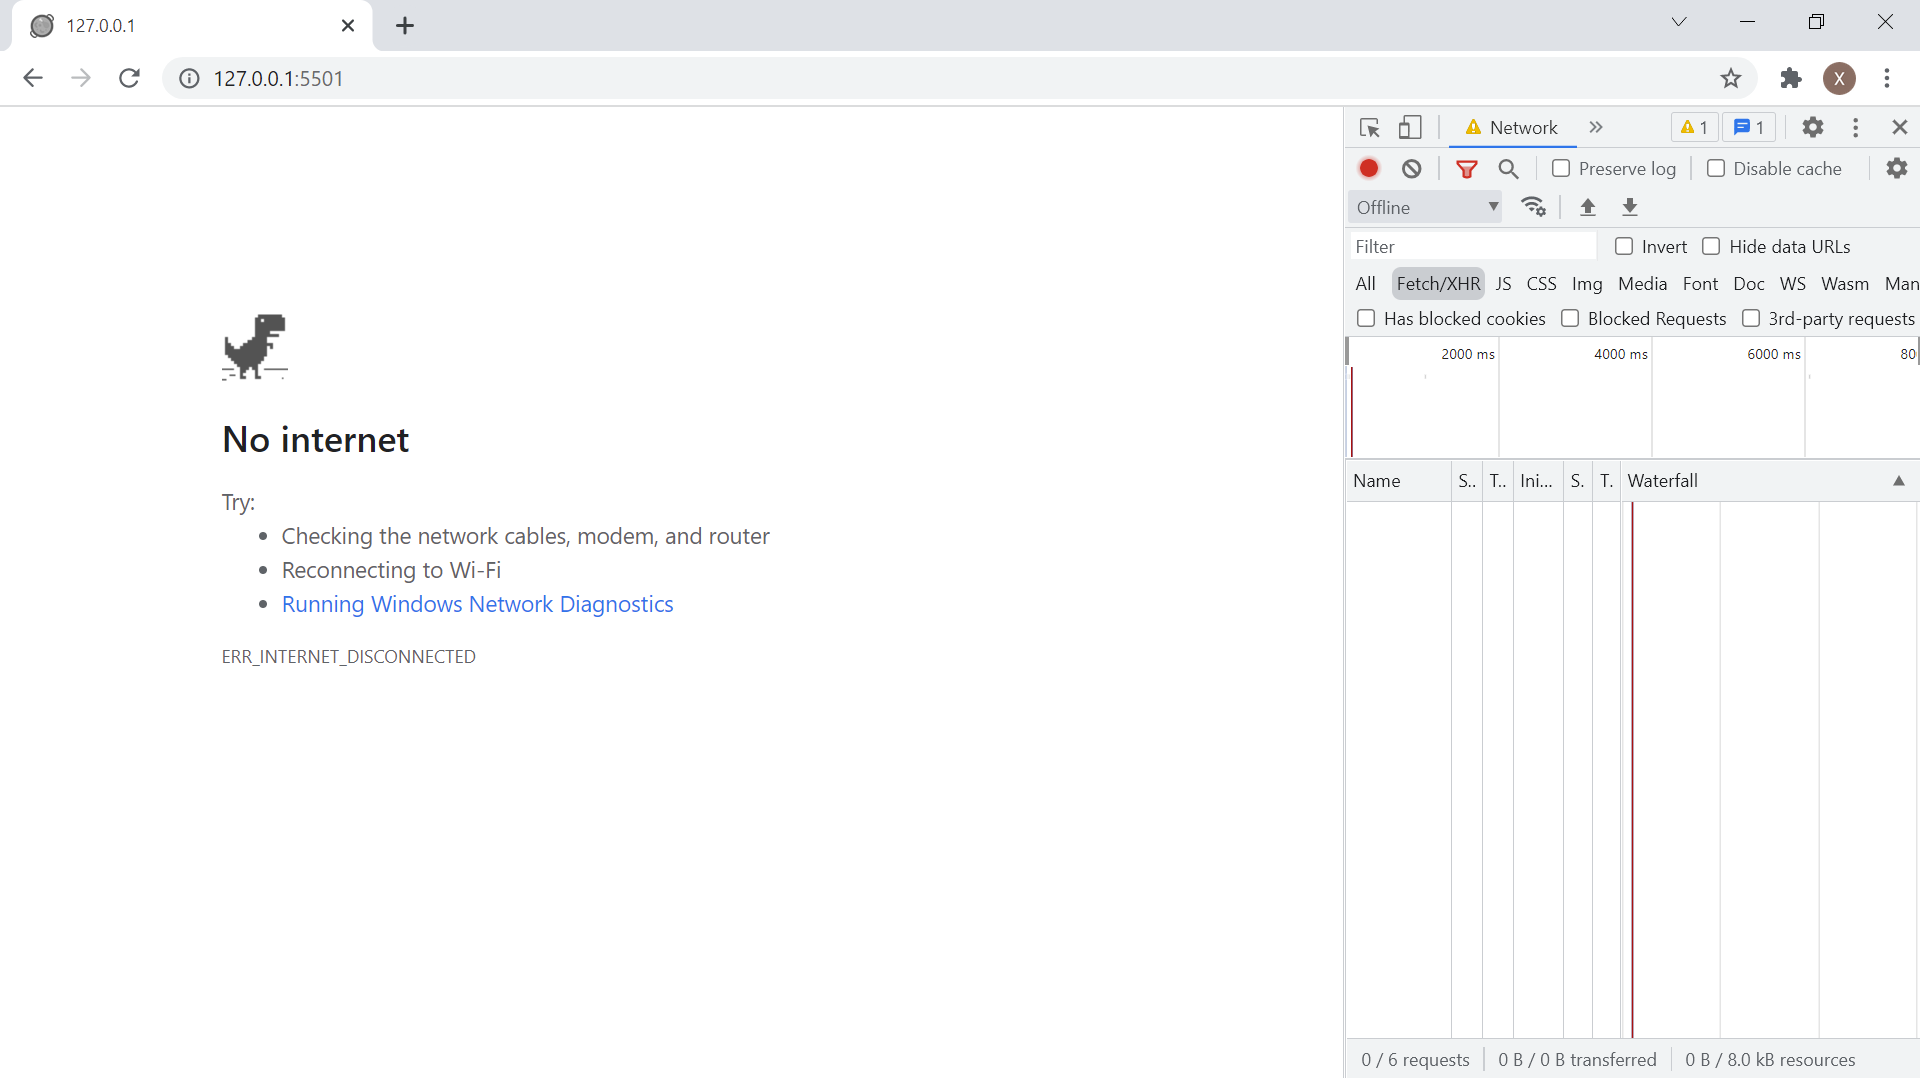 127.0.0.1
127.0.0.1:5501
X
Network
1
1
Preserve log
Disable cache
Offline
Filter
Invert
Hide data URLs
All Fetch/XHR JS CSS Img Media Font Doc WS Wasm Man
Has blocked cookies Blocked Requests 3rd-party requests
2000 ms 4000 ms 6000 ms 80
Name S.. T.. Ini... S. T. Waterfall
No internet
Try:
Checking the network cables, modem, and router
Reconnecting to Wi-Fi
Running Windows Network Diagnostics
ERR_INTERNET_DISCONNECTED
0 / 6 requests 0 B / 0 B transferred 0 B / 8.0 kB resources